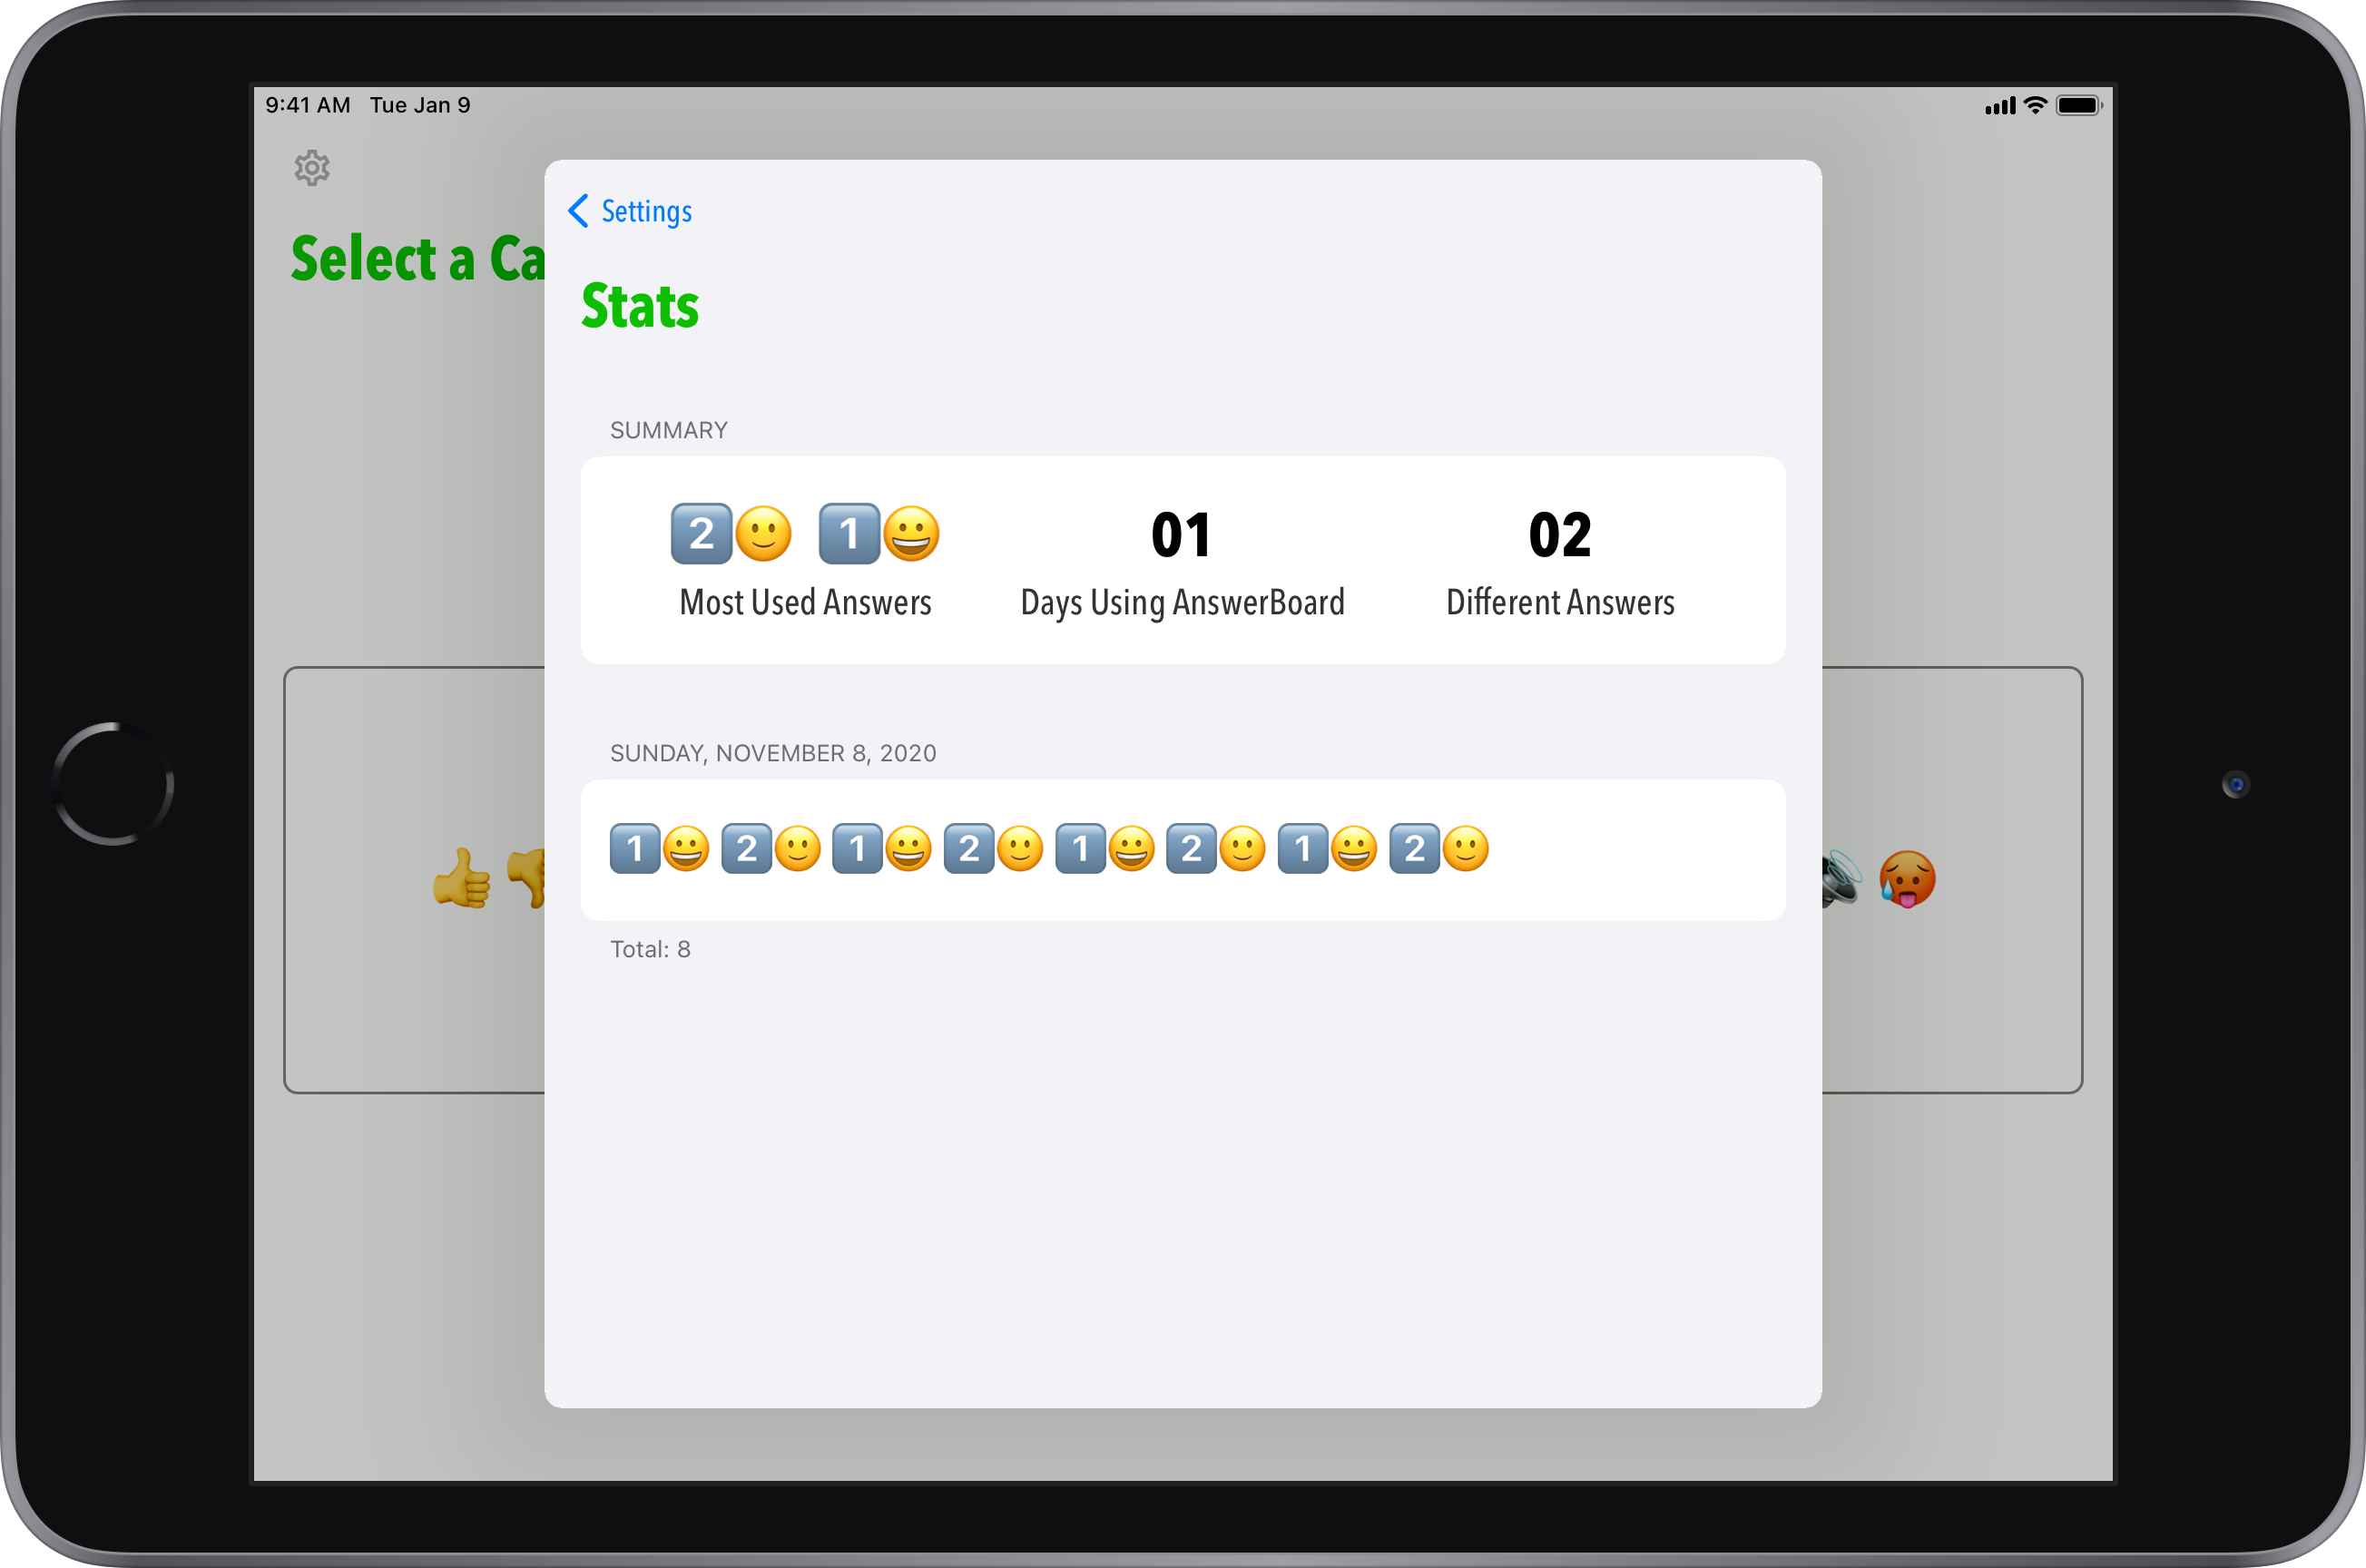 9:41 AM Tue Jan 9
Settings
Select a Ca
Stats
SUMMARY
2️⃣🙂 1️⃣😀
01
02
Most Used Answers
Days Using AnswerBoard
Different Answers
SUNDAY, NOVEMBER 8, 2020
1️⃣😀 2️⃣🙂 1️⃣😀 2️⃣🙂 1️⃣😀 2️⃣🙂 1️⃣😀 2️⃣🙂
Total: 8